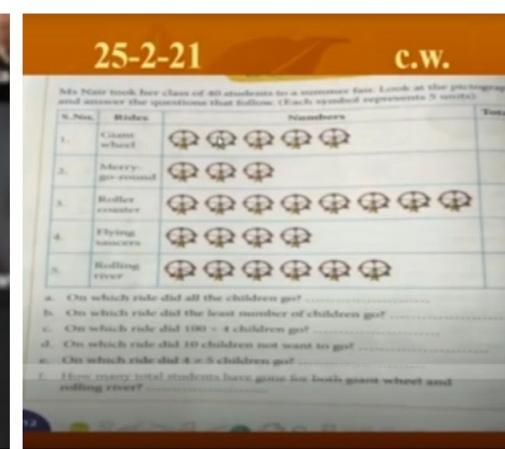 25-2-21 c.w.
Ms Nair took her class of 40 students to a summer fair. Look at the pictograp
and answer the questions that follow. (Each symbol represents 5 units)
S.No. Rides Numbers Tota
1. Giant wheel
2. Merry-go-round
3. Roller coaster
4. Flying saucers
5. Rolling river
a. On which ride did all the children go?
b. On which ride did the least number of children go?
c. On which ride did 100 ÷ 4 children go?
d. On which ride did 10 children not want to go?
e. On which ride did 4 × 5 children go?
f. How many total students have gone for both giant wheel and
rolling river?